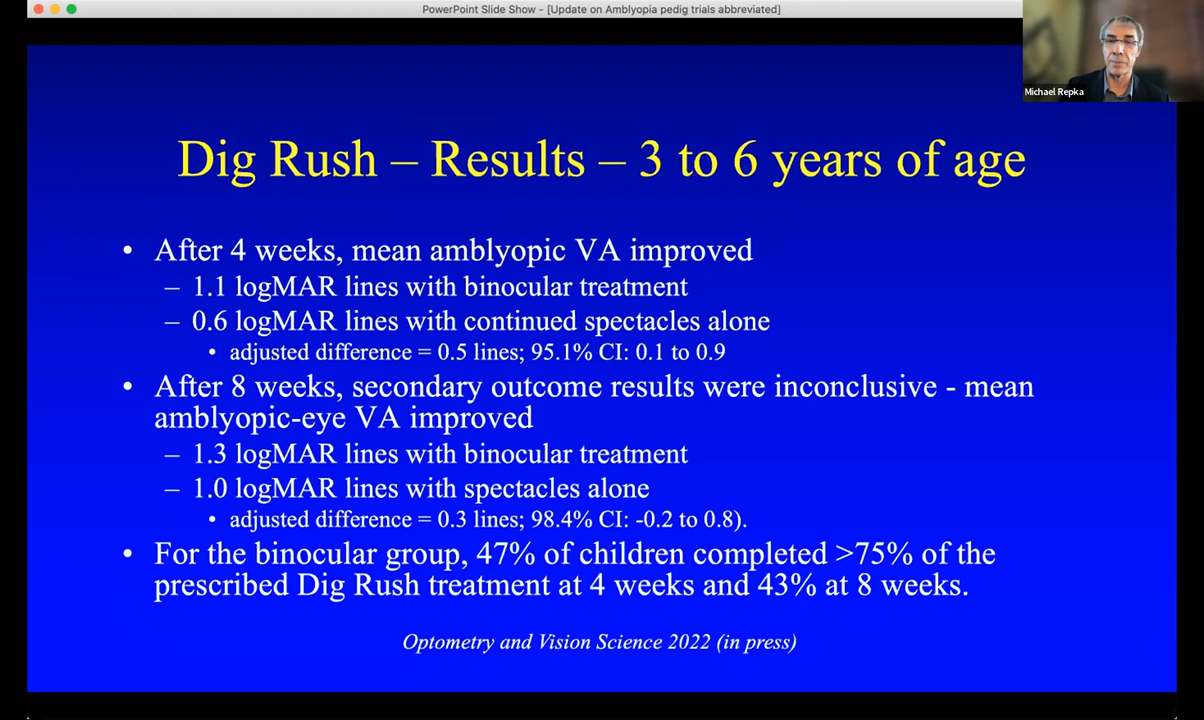 PowerPoint Slide Show - [Update on Amblyopia pedig trials abbreviated]
Michael Repka
Dig Rush – Results – 3 to 6 years of age
• After 4 weeks, mean amblyopic VA improved
– 1.1 logMAR lines with binocular treatment
– 0.6 logMAR lines with continued spectacles alone
• adjusted difference = 0.5 lines; 95.1% CI: 0.1 to 0.9
• After 8 weeks, secondary outcome results were inconclusive - mean
amblyopic-eye VA improved
– 1.3 logMAR lines with binocular treatment
– 1.0 logMAR lines with spectacles alone
• adjusted difference = 0.3 lines; 98.4% CI: -0.2 to 0.8).
• For the binocular group, 47% of children completed >75% of the
prescribed Dig Rush treatment at 4 weeks and 43% at 8 weeks.
Optometry and Vision Science 2022 (in press)